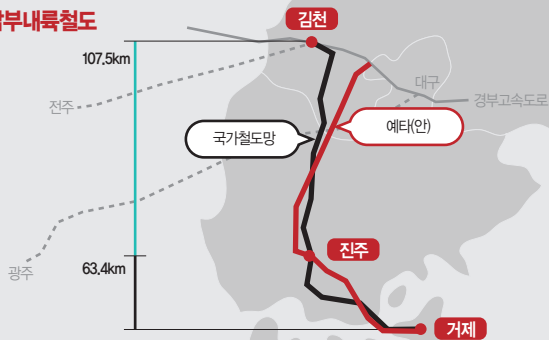 부내륙철도
김천
107.5km
대구
전주
경부고속도로
국가철도망
예타(안)
진주
63.4km
광주
거제